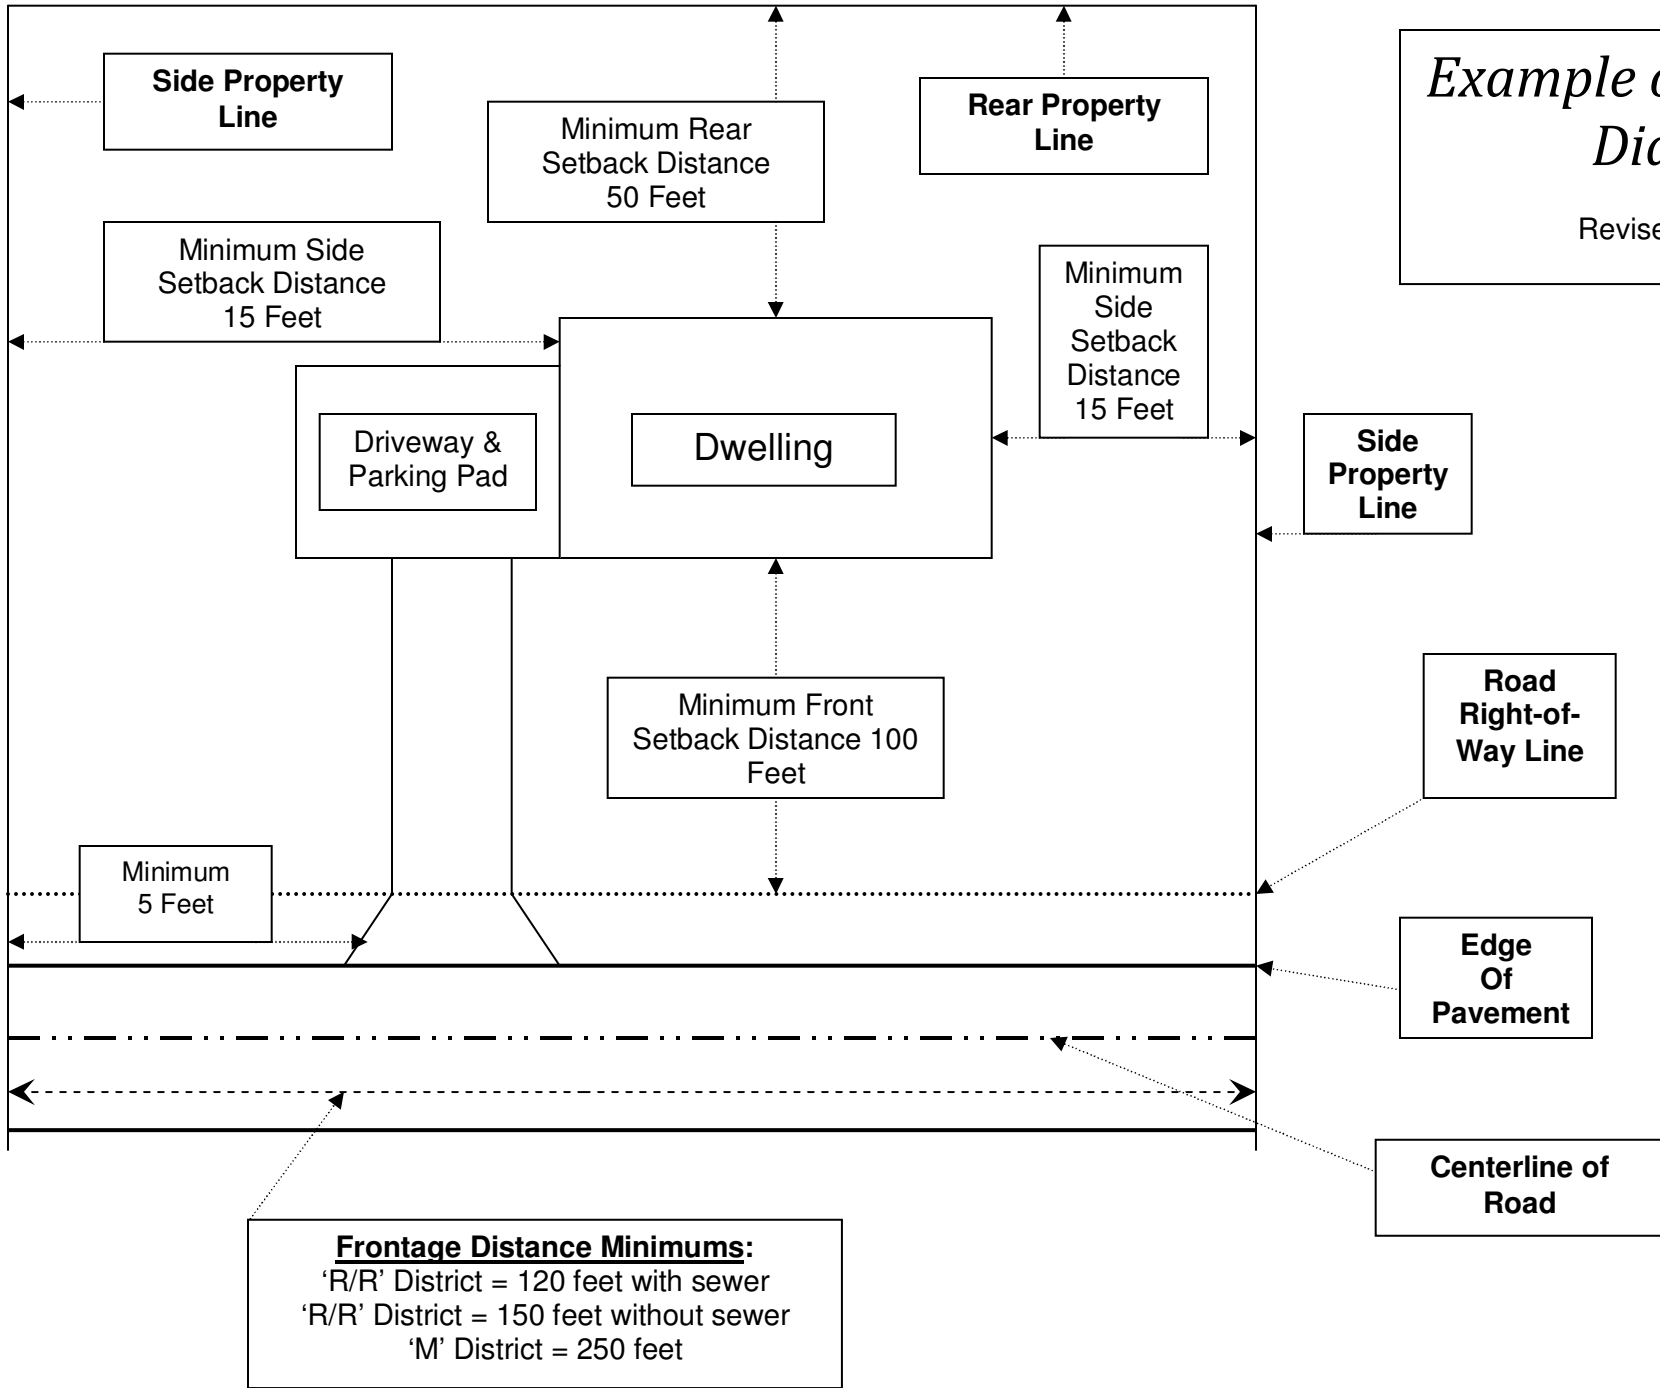 Side Property
Line
Minimum Rear
Setback Distance
50 Feet
Rear Property
Line
Example
Revise
Minimum Side
Setback Distance
15 Feet
Minimum
Side
Setback
Distance
15 Feet
Driveway &
Parking Pad
Dwelling
Side
Property
Line
Minimum Front
Setback Distance 100
Feet
Road
Right-of-
Way Line
Minimum
5 Feet
Edge
Of
Pavement
Centerline of
Road
Frontage Distance Minimums:
‘R/R’ District = 120 feet with sewer
‘R/R’ District = 150 feet without sewer
‘M’ District = 250 feet